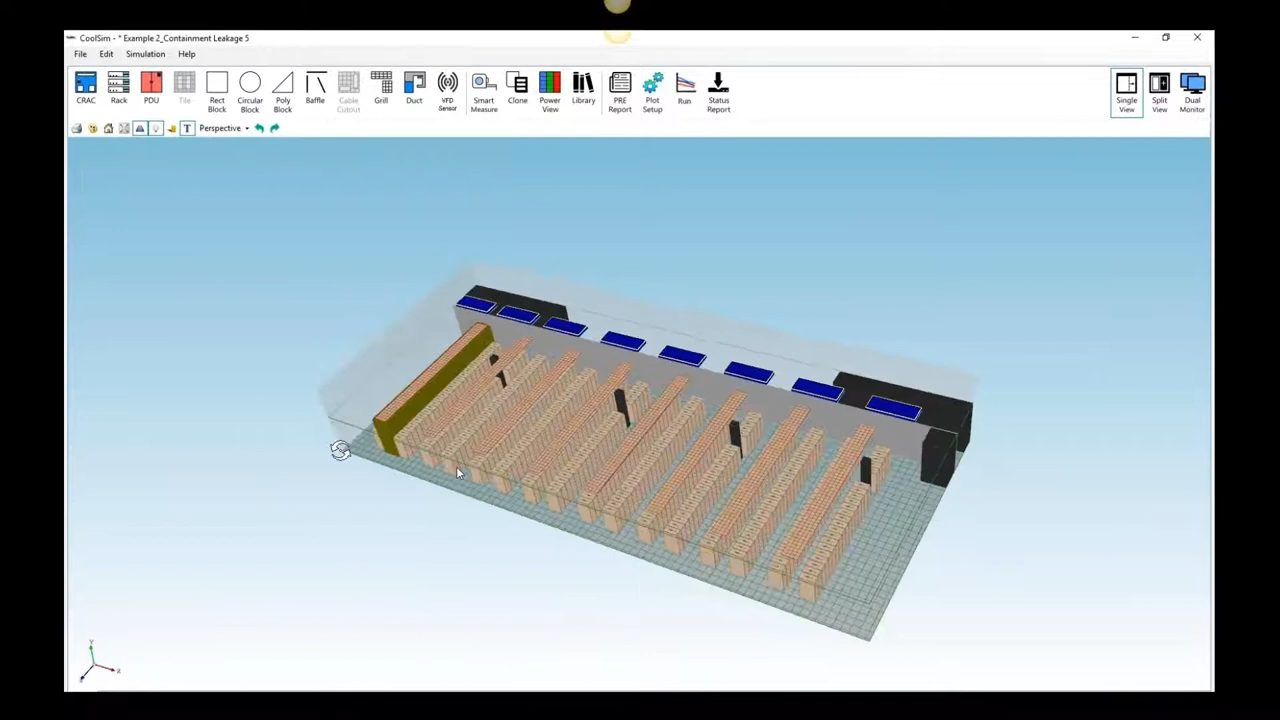 CoolSim - * Example 2_Containment Leakage 5
File Edit Simulation Help
CRAC Rack PDU Tile Rect Block Circular Block Poly Block Baffle Cable Cutout Grill Duct VFD Sensor Smart Measure Clone Power View Library PRE Report Plot Setup Run Status Report Single View Split View Dual Monitor
T Perspective
Y
X